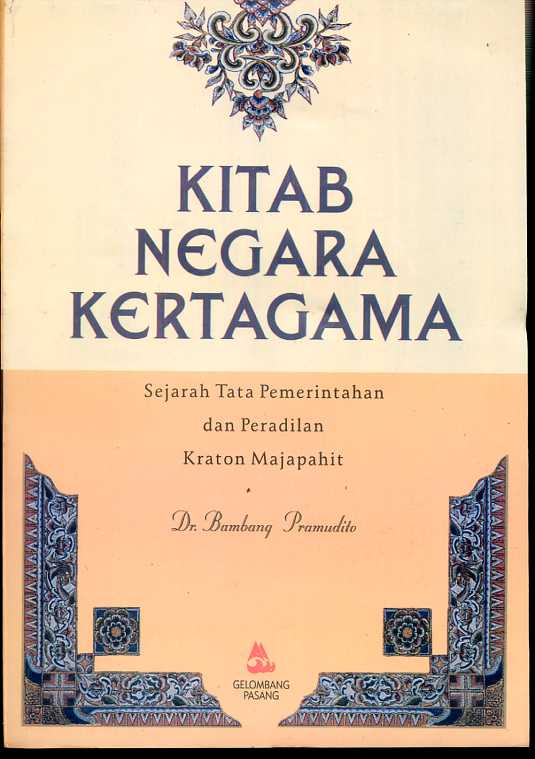 KITAB
NEGARA
KERTAGAMA
Sejarah Tata Pemerintahan
dan Peradilan
Kraton Majapahit
Dr. Bambang Pramudito
GELOMBANG
PASANG